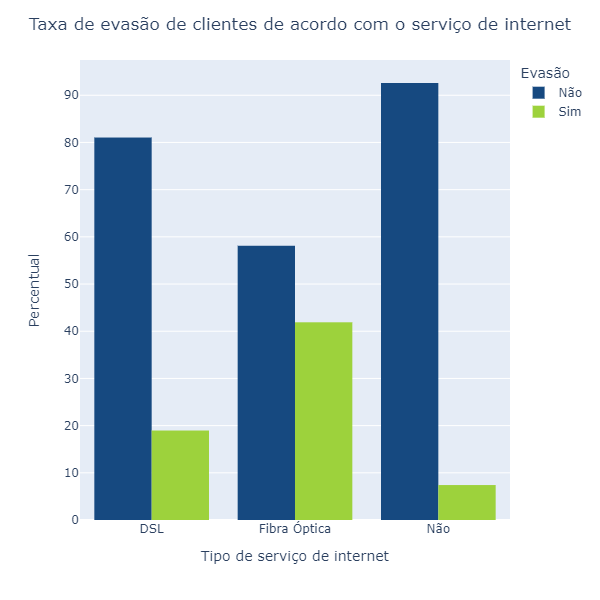 Taxa de evasão de clientes de acordo com o serviço de internet
Evasão
Não
Sim
90
80
70
60
50
40
30
20
10
0
Percentual
DSL
Fibra Óptica
Não
Tipo de serviço de internet